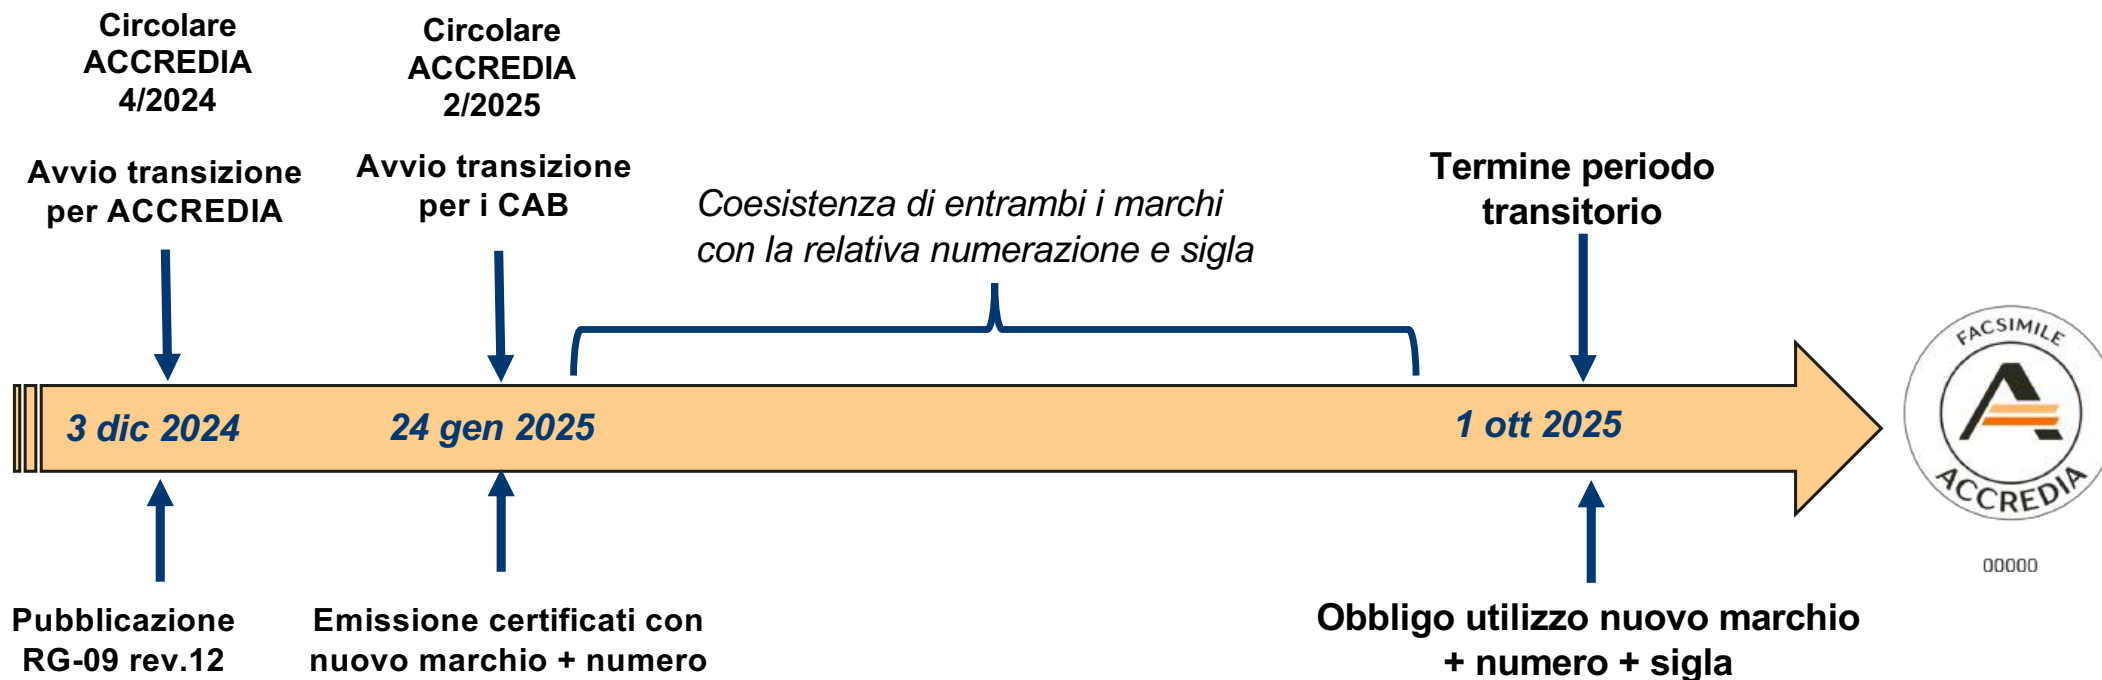 Circolare
ACCREDIA
4/2024
Avvio transizione
per ACCREDIA
Circolare
ACCREDIA
2/2025
Avvio transizione
per i CAB
Coesistenza di entrambi i marchi
con la relativa numerazione e sigla
Termine periodo
transitorio
3 dic 2024
24 gen 2025
1 ott 2025
FACSIMILE
ACCREDIA
00000
Pubblicazione
RG-09 rev.12
Emissione certificati con
nuovo marchio + numero
Obbligo utilizzo nuovo marchio
+ numero + sigla